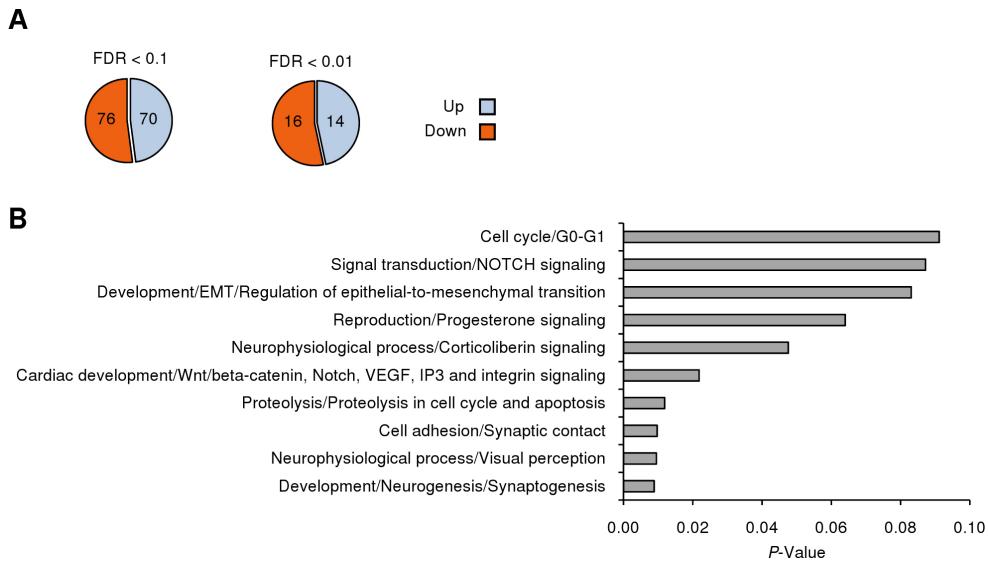 A
FDR < 0.1
FDR < 0.01
76
70
16
14
Up
Down
B
Cell cycle/G0-G1
Signal transduction/NOTCH signaling
Development/EMT/Regulation of epithelial-to-mesenchymal transition
Reproduction/Progesterone signaling
Neurophysiological process/Corticoliberin signaling
Cardiac development/Wnt/beta-catenin, Notch, VEGF, IP3 and integrin signaling
Proteolysis/Proteolysis in cell cycle and apoptosis
Cell adhesion/Synaptic contact
Neurophysiological process/Visual perception
Development/Neurogenesis/Synaptogenesis
0.00 0.02 0.04 0.06 0.08 0.10
P-Value